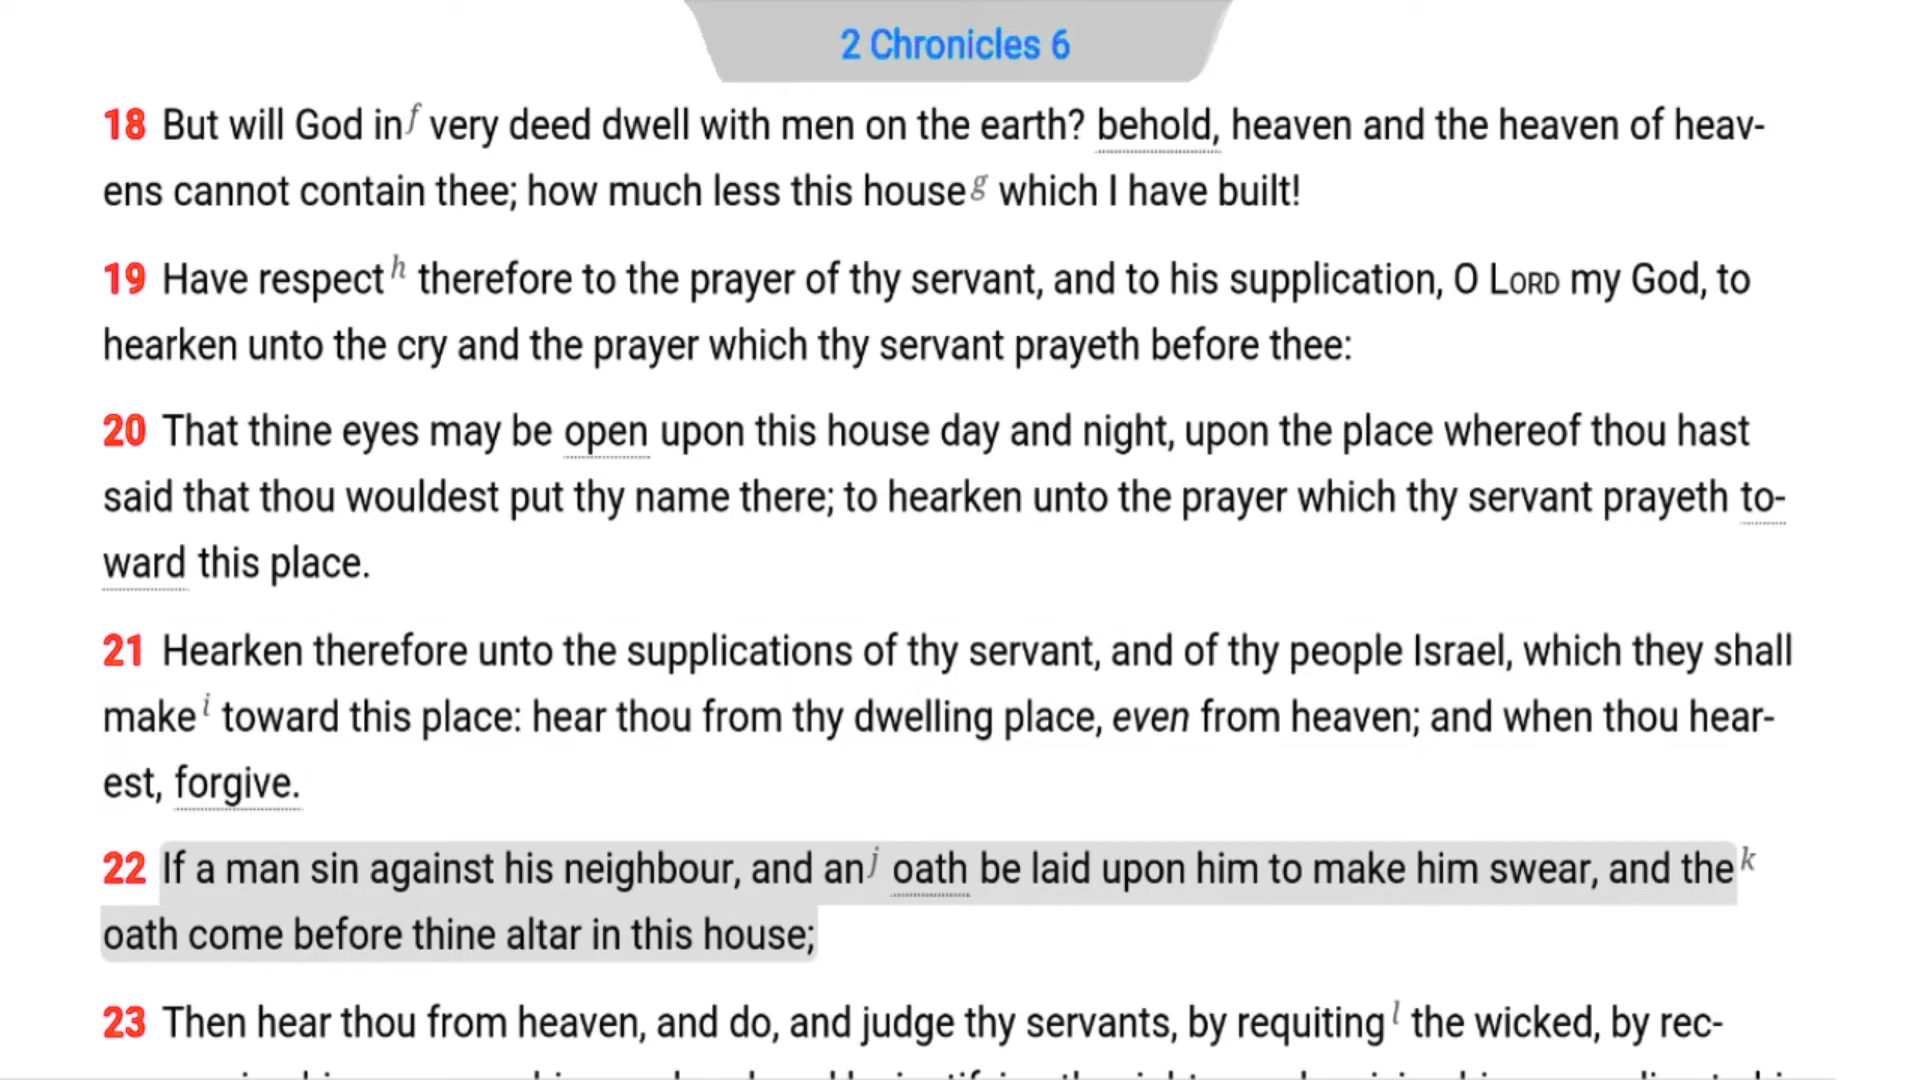 2 Chronicles 6
18 But will God in f very deed dwell with men on the earth? behold, heaven and the heaven of heav-
ens cannot contain thee; how much less this house g which I have built!
19 Have respect h therefore to the prayer of thy servant, and to his supplication, O LORD my God, to
hearken unto the cry and the prayer which thy servant prayeth before thee:
20 That thine eyes may be open upon this house day and night, upon the place whereof thou hast
said that thou wouldest put thy name there; to hearken unto the prayer which thy servant prayeth to-
ward this place.
21 Hearken therefore unto the supplications of thy servant, and of thy people Israel, which they shall
make i toward this place: hear thou from thy dwelling place, even from heaven; and when thou hear-
est, forgive.
22 If a man sin against his neighbour, and an j oath be laid upon him to make him swear, and the k
oath come before thine altar in this house;
23 Then hear thou from heaven, and do, and judge thy servants, by requiting l the wicked, by rec-